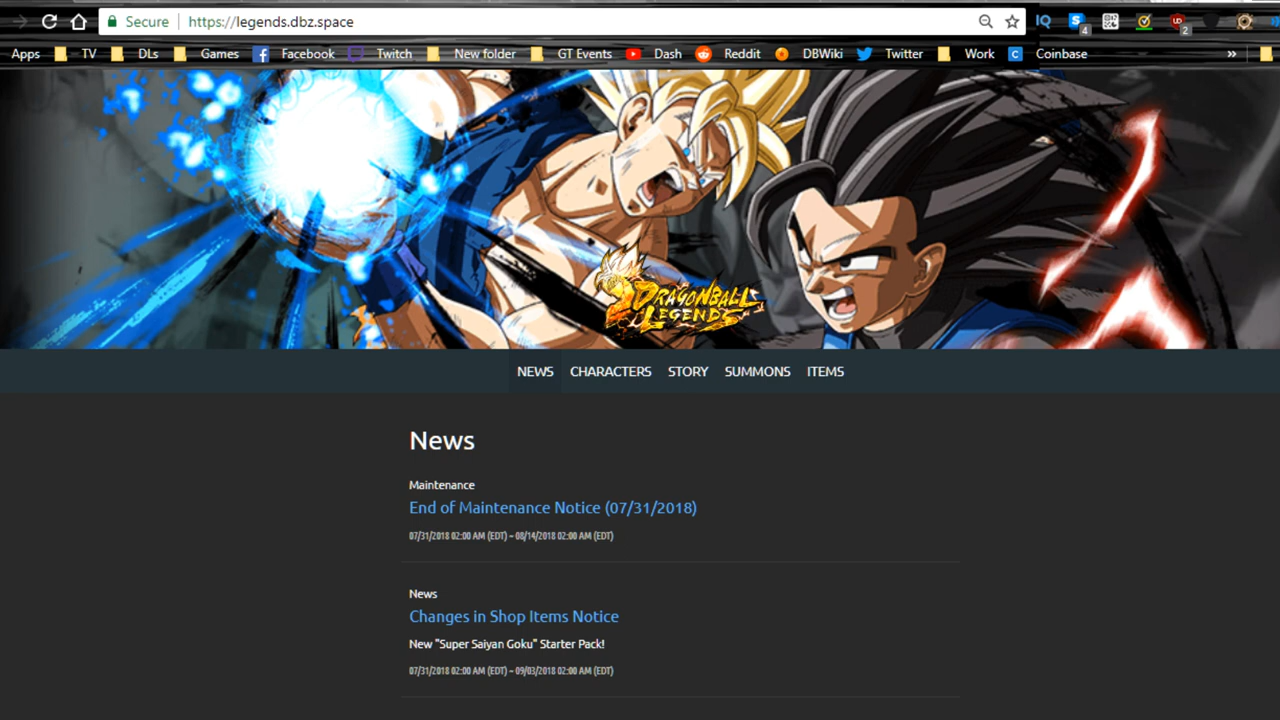 Secure https://legends.dbz.space
4 2
Apps TV DLs Games Facebook Twitch New folder GT Events Dash Reddit DBWiki Twitter Work Coinbase »
DRAGONBALL
LEGENDS
NEWS CHARACTERS STORY SUMMONS ITEMS
News
Maintenance
End of Maintenance Notice (07/31/2018)
07/31/2018 02:00 AM (EDT) ~ 08/14/2018 02:00 AM (EDT)
News
Changes in Shop Items Notice
New "Super Saiyan Goku" Starter Pack!
07/31/2018 02:00 AM (EDT) ~ 09/03/2018 02:00 AM (EDT)